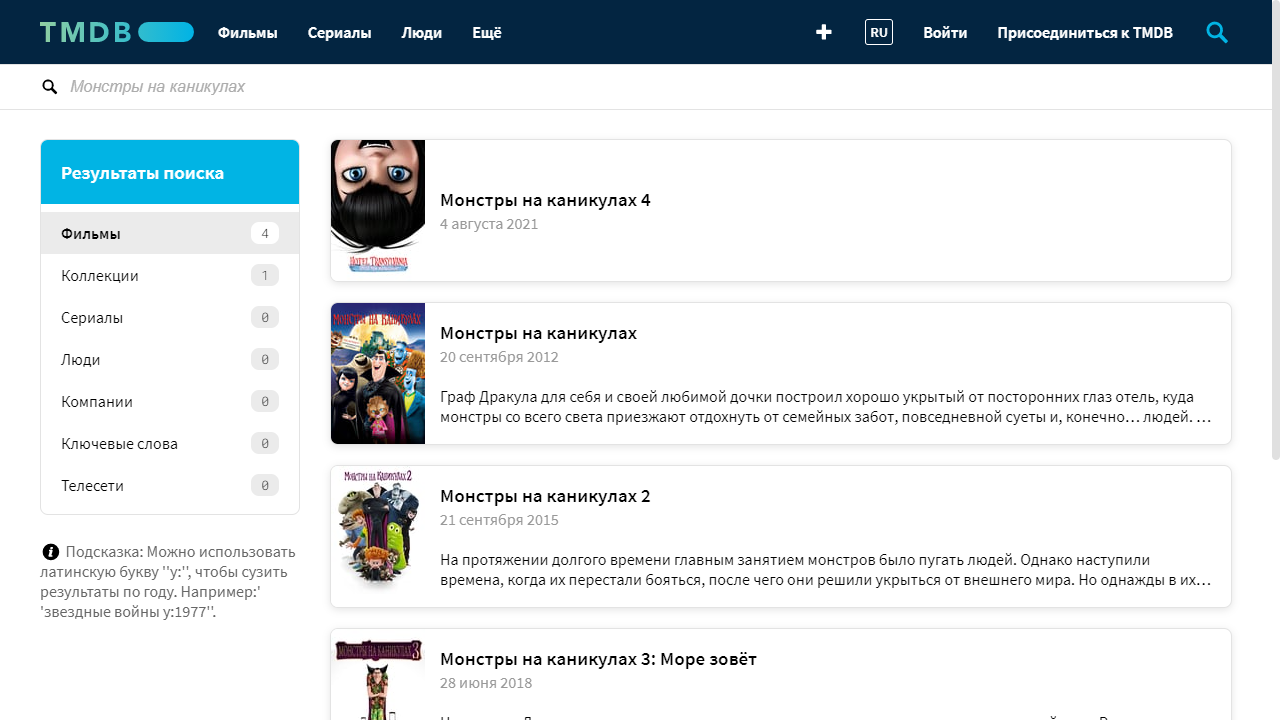 TMDB
Фильмы
Сериалы
Люди
Ещё
RU
Войти
Присоединиться к TMDB
Монстры на каникулах
Результаты поиска
Фильмы 4
Коллекции 1
Сериалы 0
Люди 0
Компании 0
Ключевые слова 0
Телесети 0
Подсказка: Можно использовать
латинскую букву ''y:'', чтобы сузить
результаты по году. Например:'
'звездные войны y:1977''.
HOTEL TRANSYLVANIA
Монстры на каникулах 4
4 августа 2021
МОНСТРЫ НА КАНИКУЛАХ
Монстры на каникулах
20 сентября 2012
Граф Дракула для себя и своей любимой дочки построил хорошо укрытый от посторонних глаз отель, куда
монстры со всего света приезжают отдохнуть от семейных забот, повседневной суеты и, конечно… людей. …
МОНСТРЫ НА КАНИКУЛАХ 2
Монстры на каникулах 2
21 сентября 2015
На протяжении долгого времени главным занятием монстров было пугать людей. Однако наступили
времена, когда их перестали бояться, после чего они решили укрыться от внешнего мира. Но однажды в их…
МОНСТРЫ НА КАНИКУЛАХ 3
Монстры на каникулах 3: Море зовёт
28 июня 2018